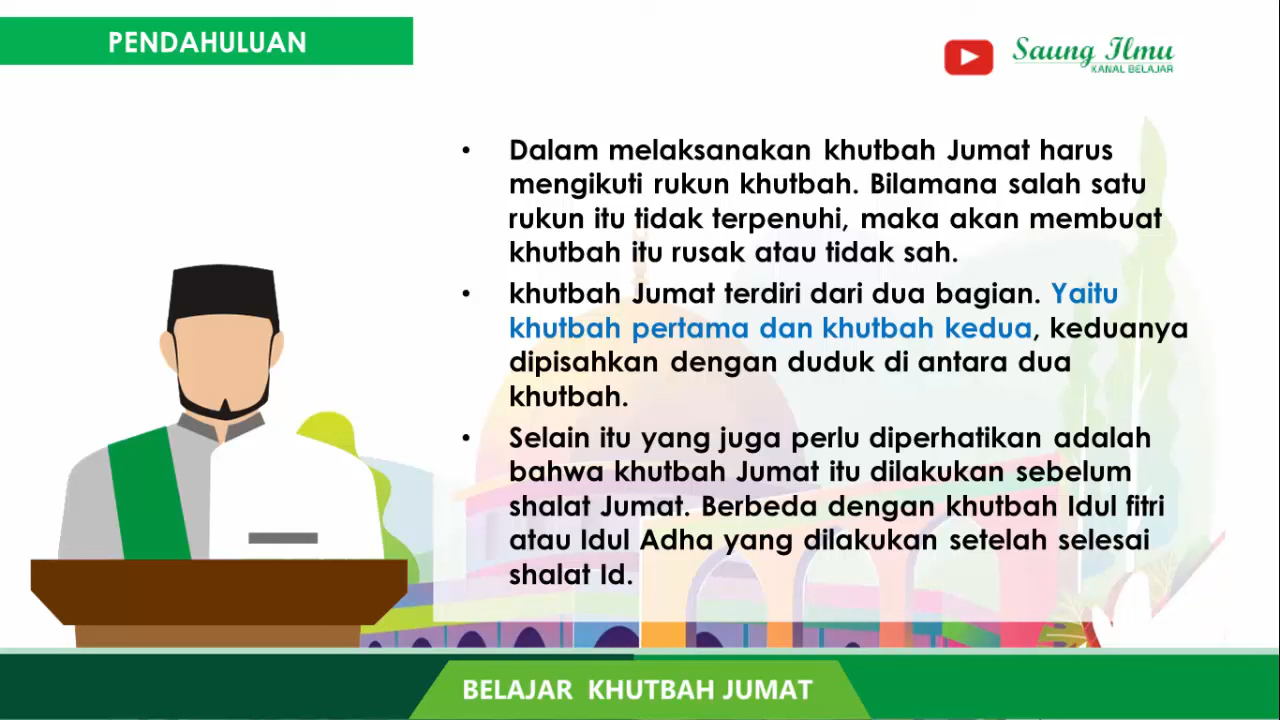 PENDAHULUAN
Saung Ilmu
KANAL BELAJAR
• Dalam melaksanakan khutbah Jumat harus
mengikuti rukun khutbah. Bilamana salah satu
rukun itu tidak terpenuhi, maka akan membuat
khutbah itu rusak atau tidak sah.
• khutbah Jumat terdiri dari dua bagian. Yaitu
khutbah pertama dan khutbah kedua, keduanya
dipisahkan dengan duduk di antara dua
khutbah.
• Selain itu yang juga perlu diperhatikan adalah
bahwa khutbah Jumat itu dilakukan sebelum
shalat Jumat. Berbeda dengan khutbah Idul fitri
atau Idul Adha yang dilakukan setelah selesai
shalat Id.
BELAJAR KHUTBAH JUMAT